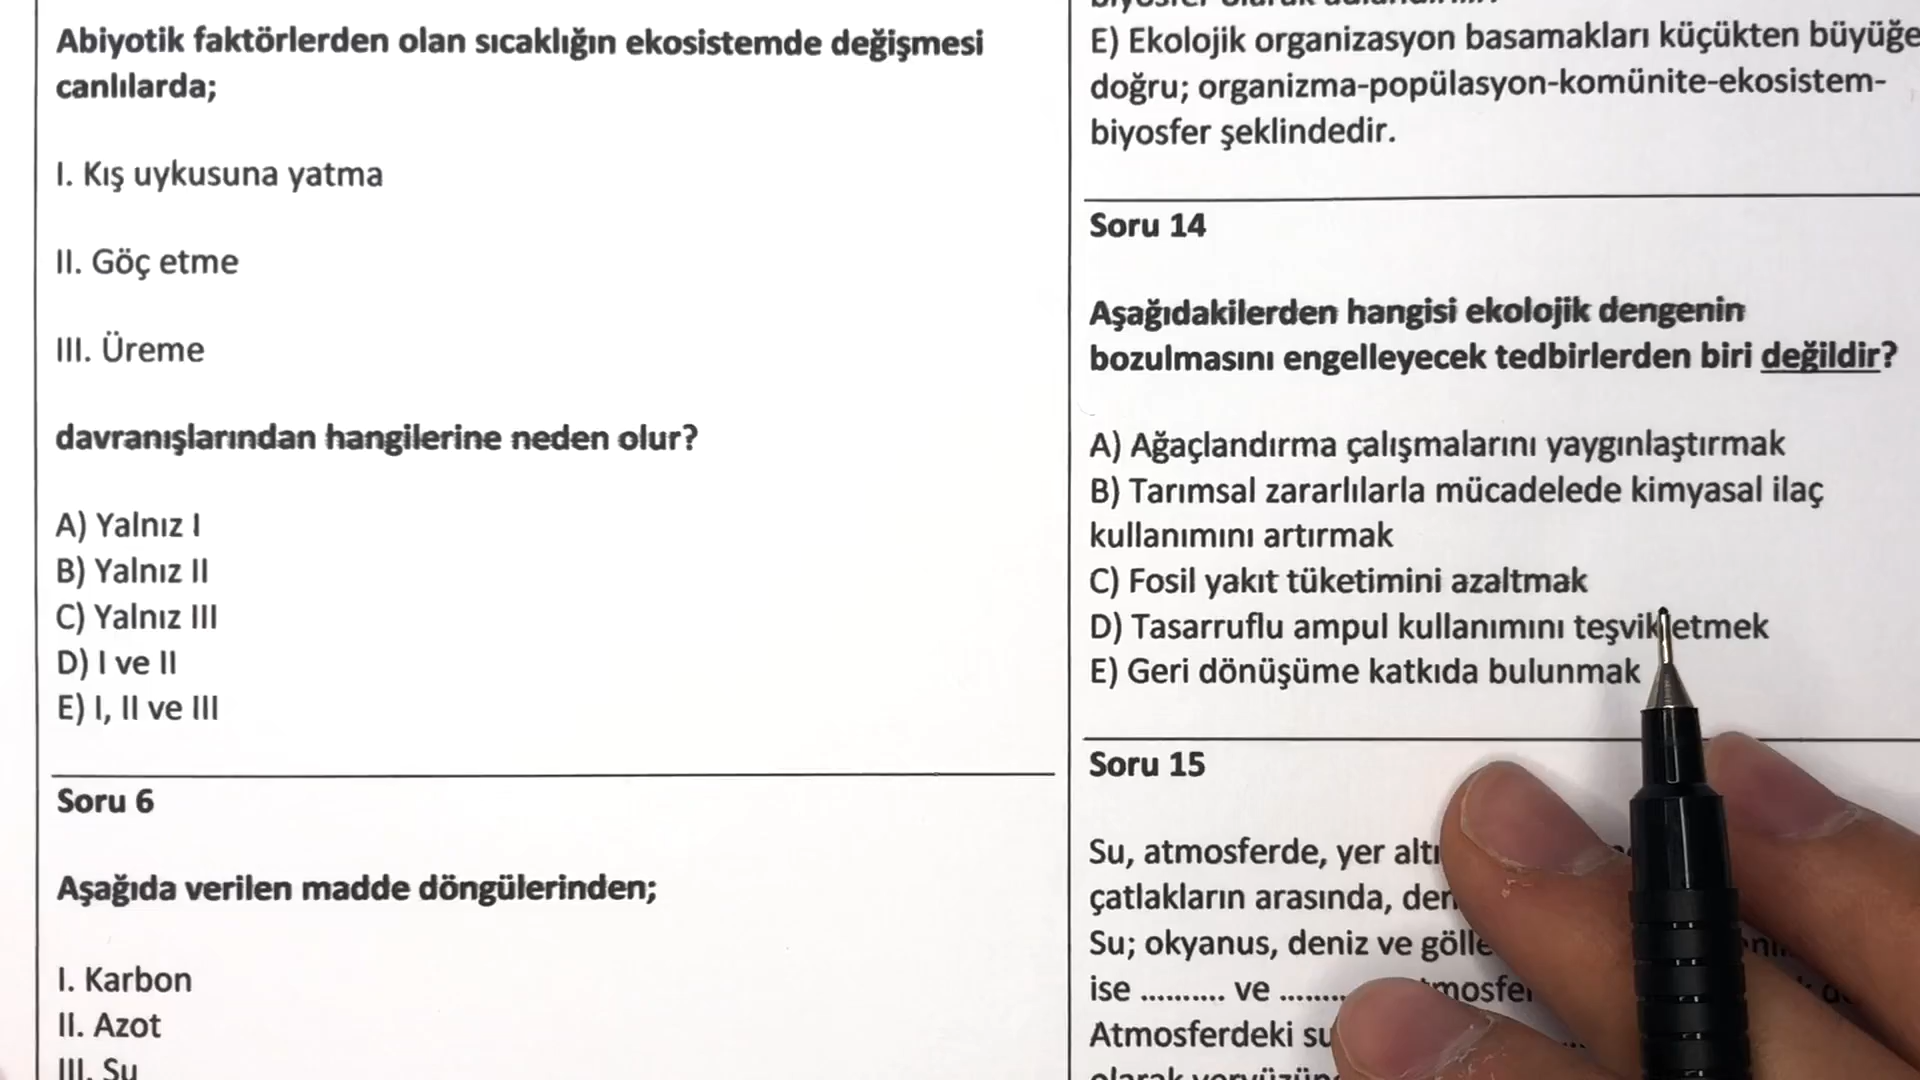 Abiyotik faktörlerden olan sıcaklığın ekosistemde değişmesi
canlılarda;
I. Kış uykusuna yatma
II. Göç etme
III. Üreme
davranışlarından hangilerine neden olur?
A) Yalnız I
B) Yalnız II
C) Yalnız III
D) I ve II
E) I, II ve III
Soru 6
Aşağıda verilen madde döngülerinden;
I. Karbon
II. Azot
III. Su
E) Ekolojik organizasyon basamakları küçükten büyüğe
doğru; organizma-popülasyon-komünite-ekosistem-
biyosfer şeklindedir.
Soru 14
Aşağıdakilerden hangisi ekolojik dengenin
bozulmasını engelleyecek tedbirlerden biri değildir?
A) Ağaçlandırma çalışmalarını yaygınlaştırmak
B) Tarımsal zararlılarla mücadelede kimyasal ilaç
kullanımını artırmak
C) Fosil yakıt tüketimini azaltmak
D) Tasarruflu ampul kullanımını teşvik etmek
E) Geri dönüşüme katkıda bulunmak
Soru 15
Su, atmosferde, yer altı
çatlakların arasında,
Su; okyanus, deniz ve
ise .......... ve ........
Atmosferdeki